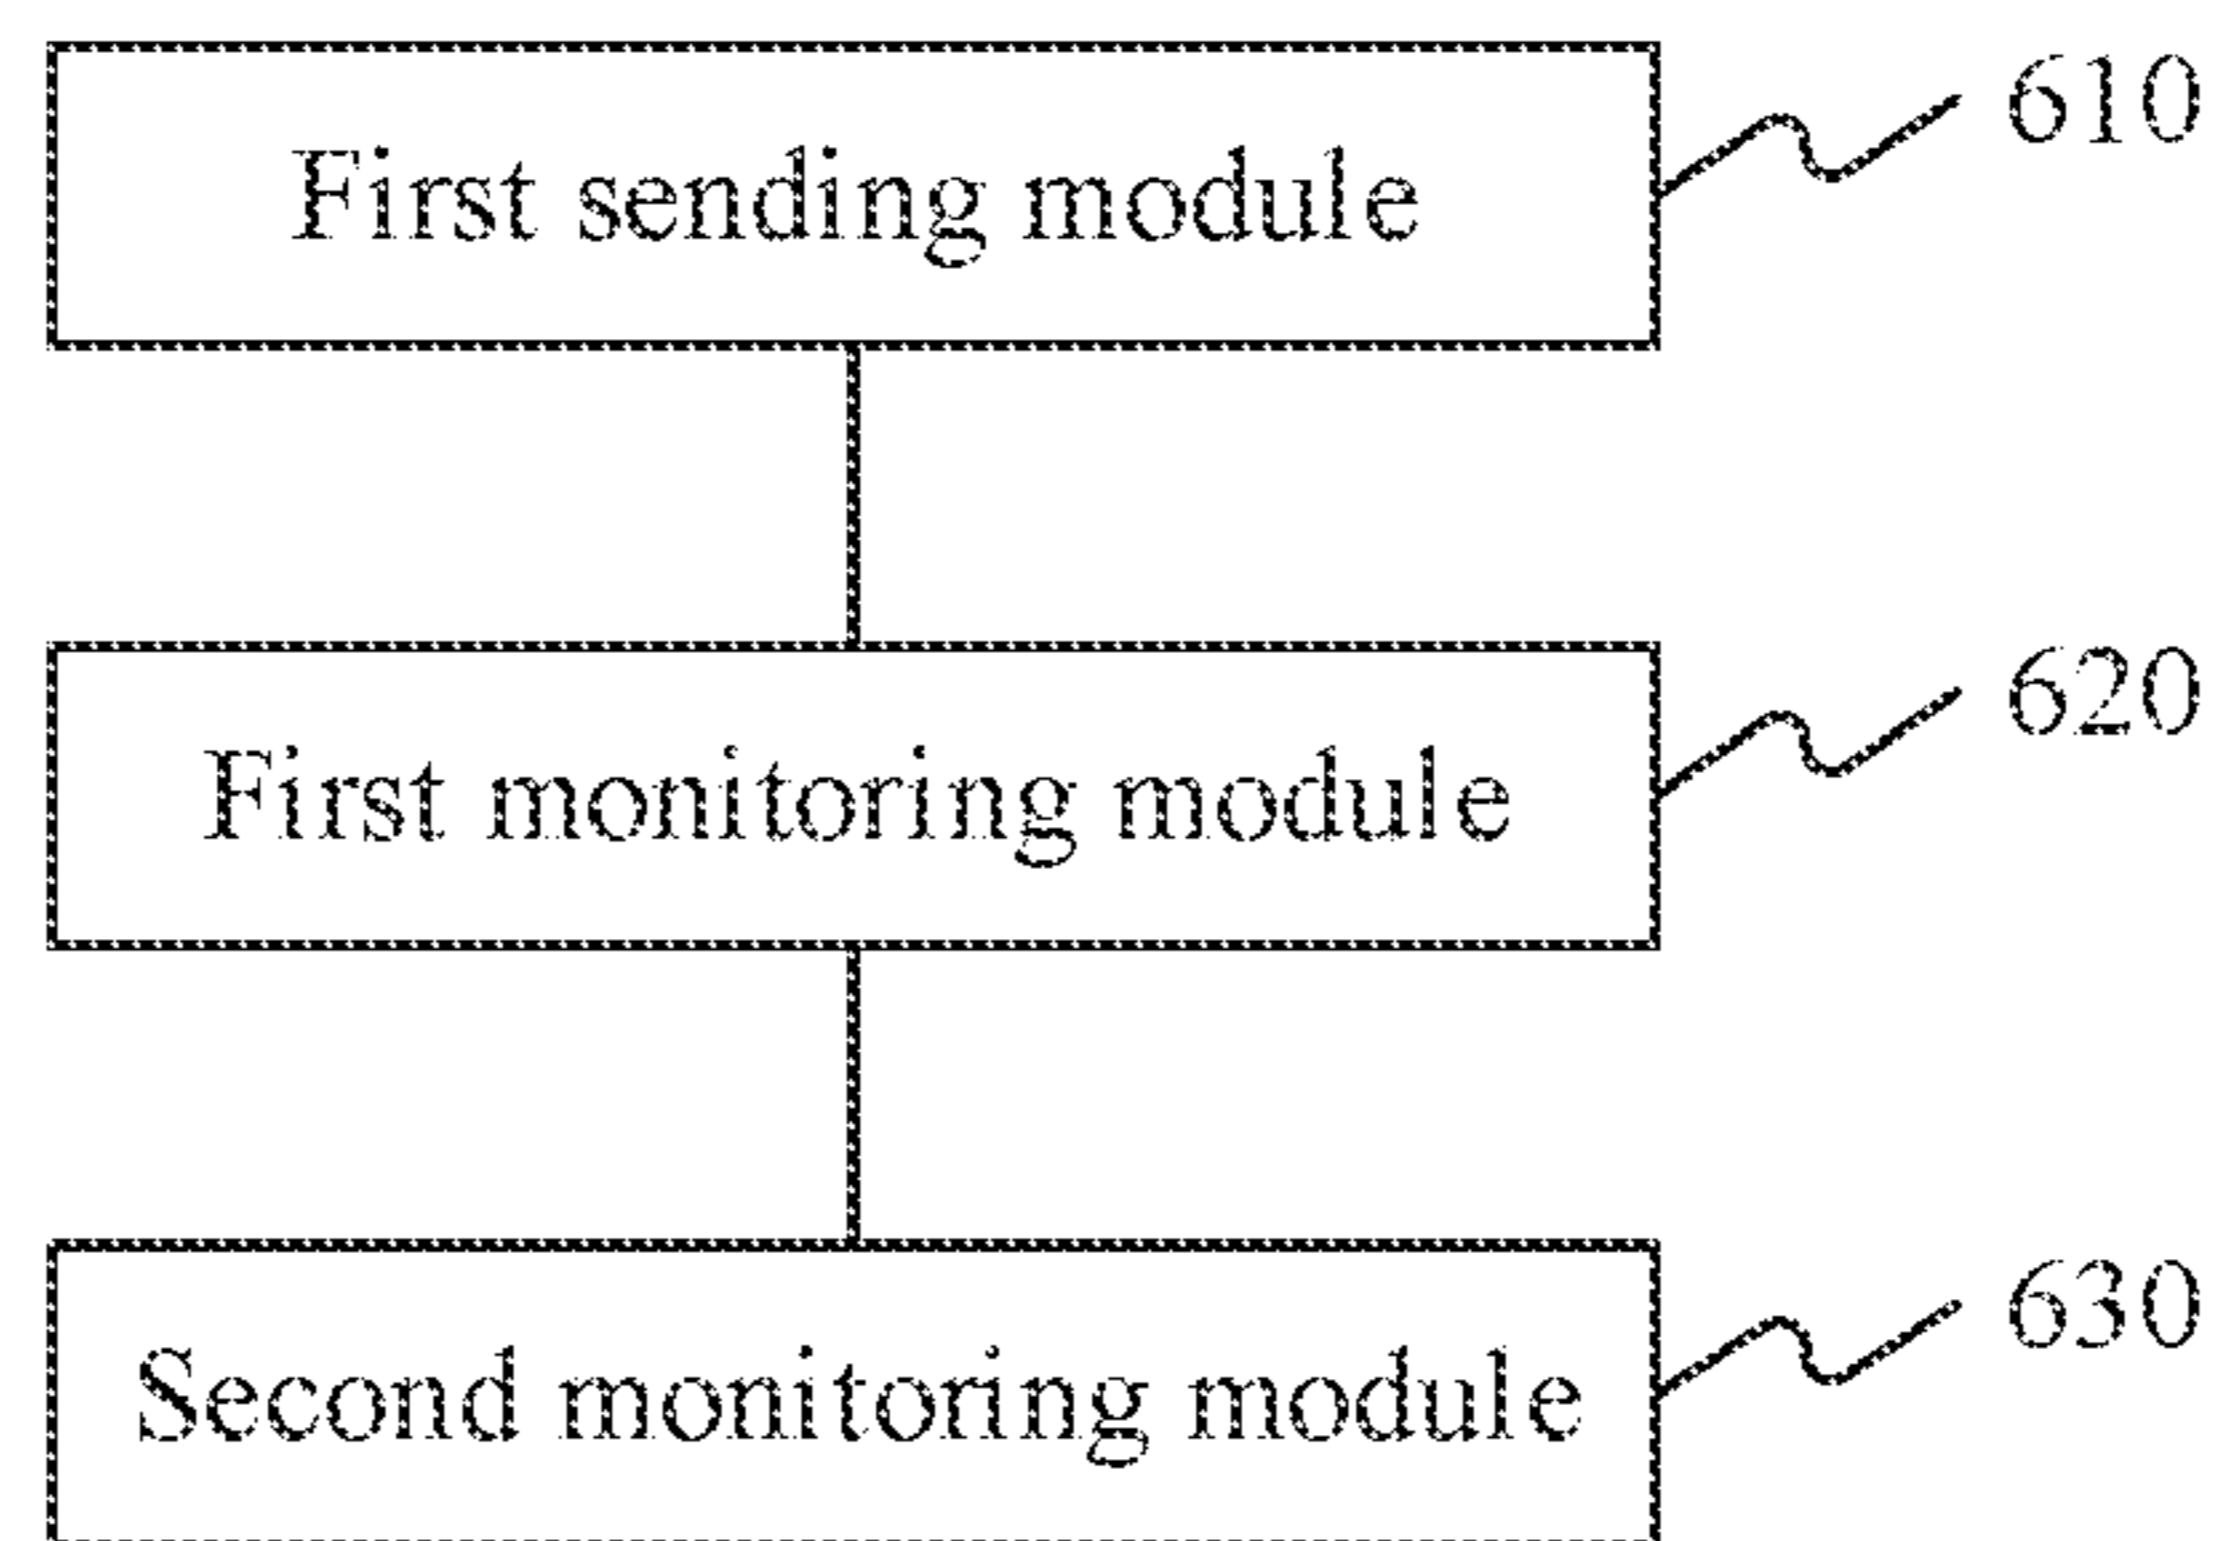 First sending module 610
First monitoring module 620
Second monitoring module 630